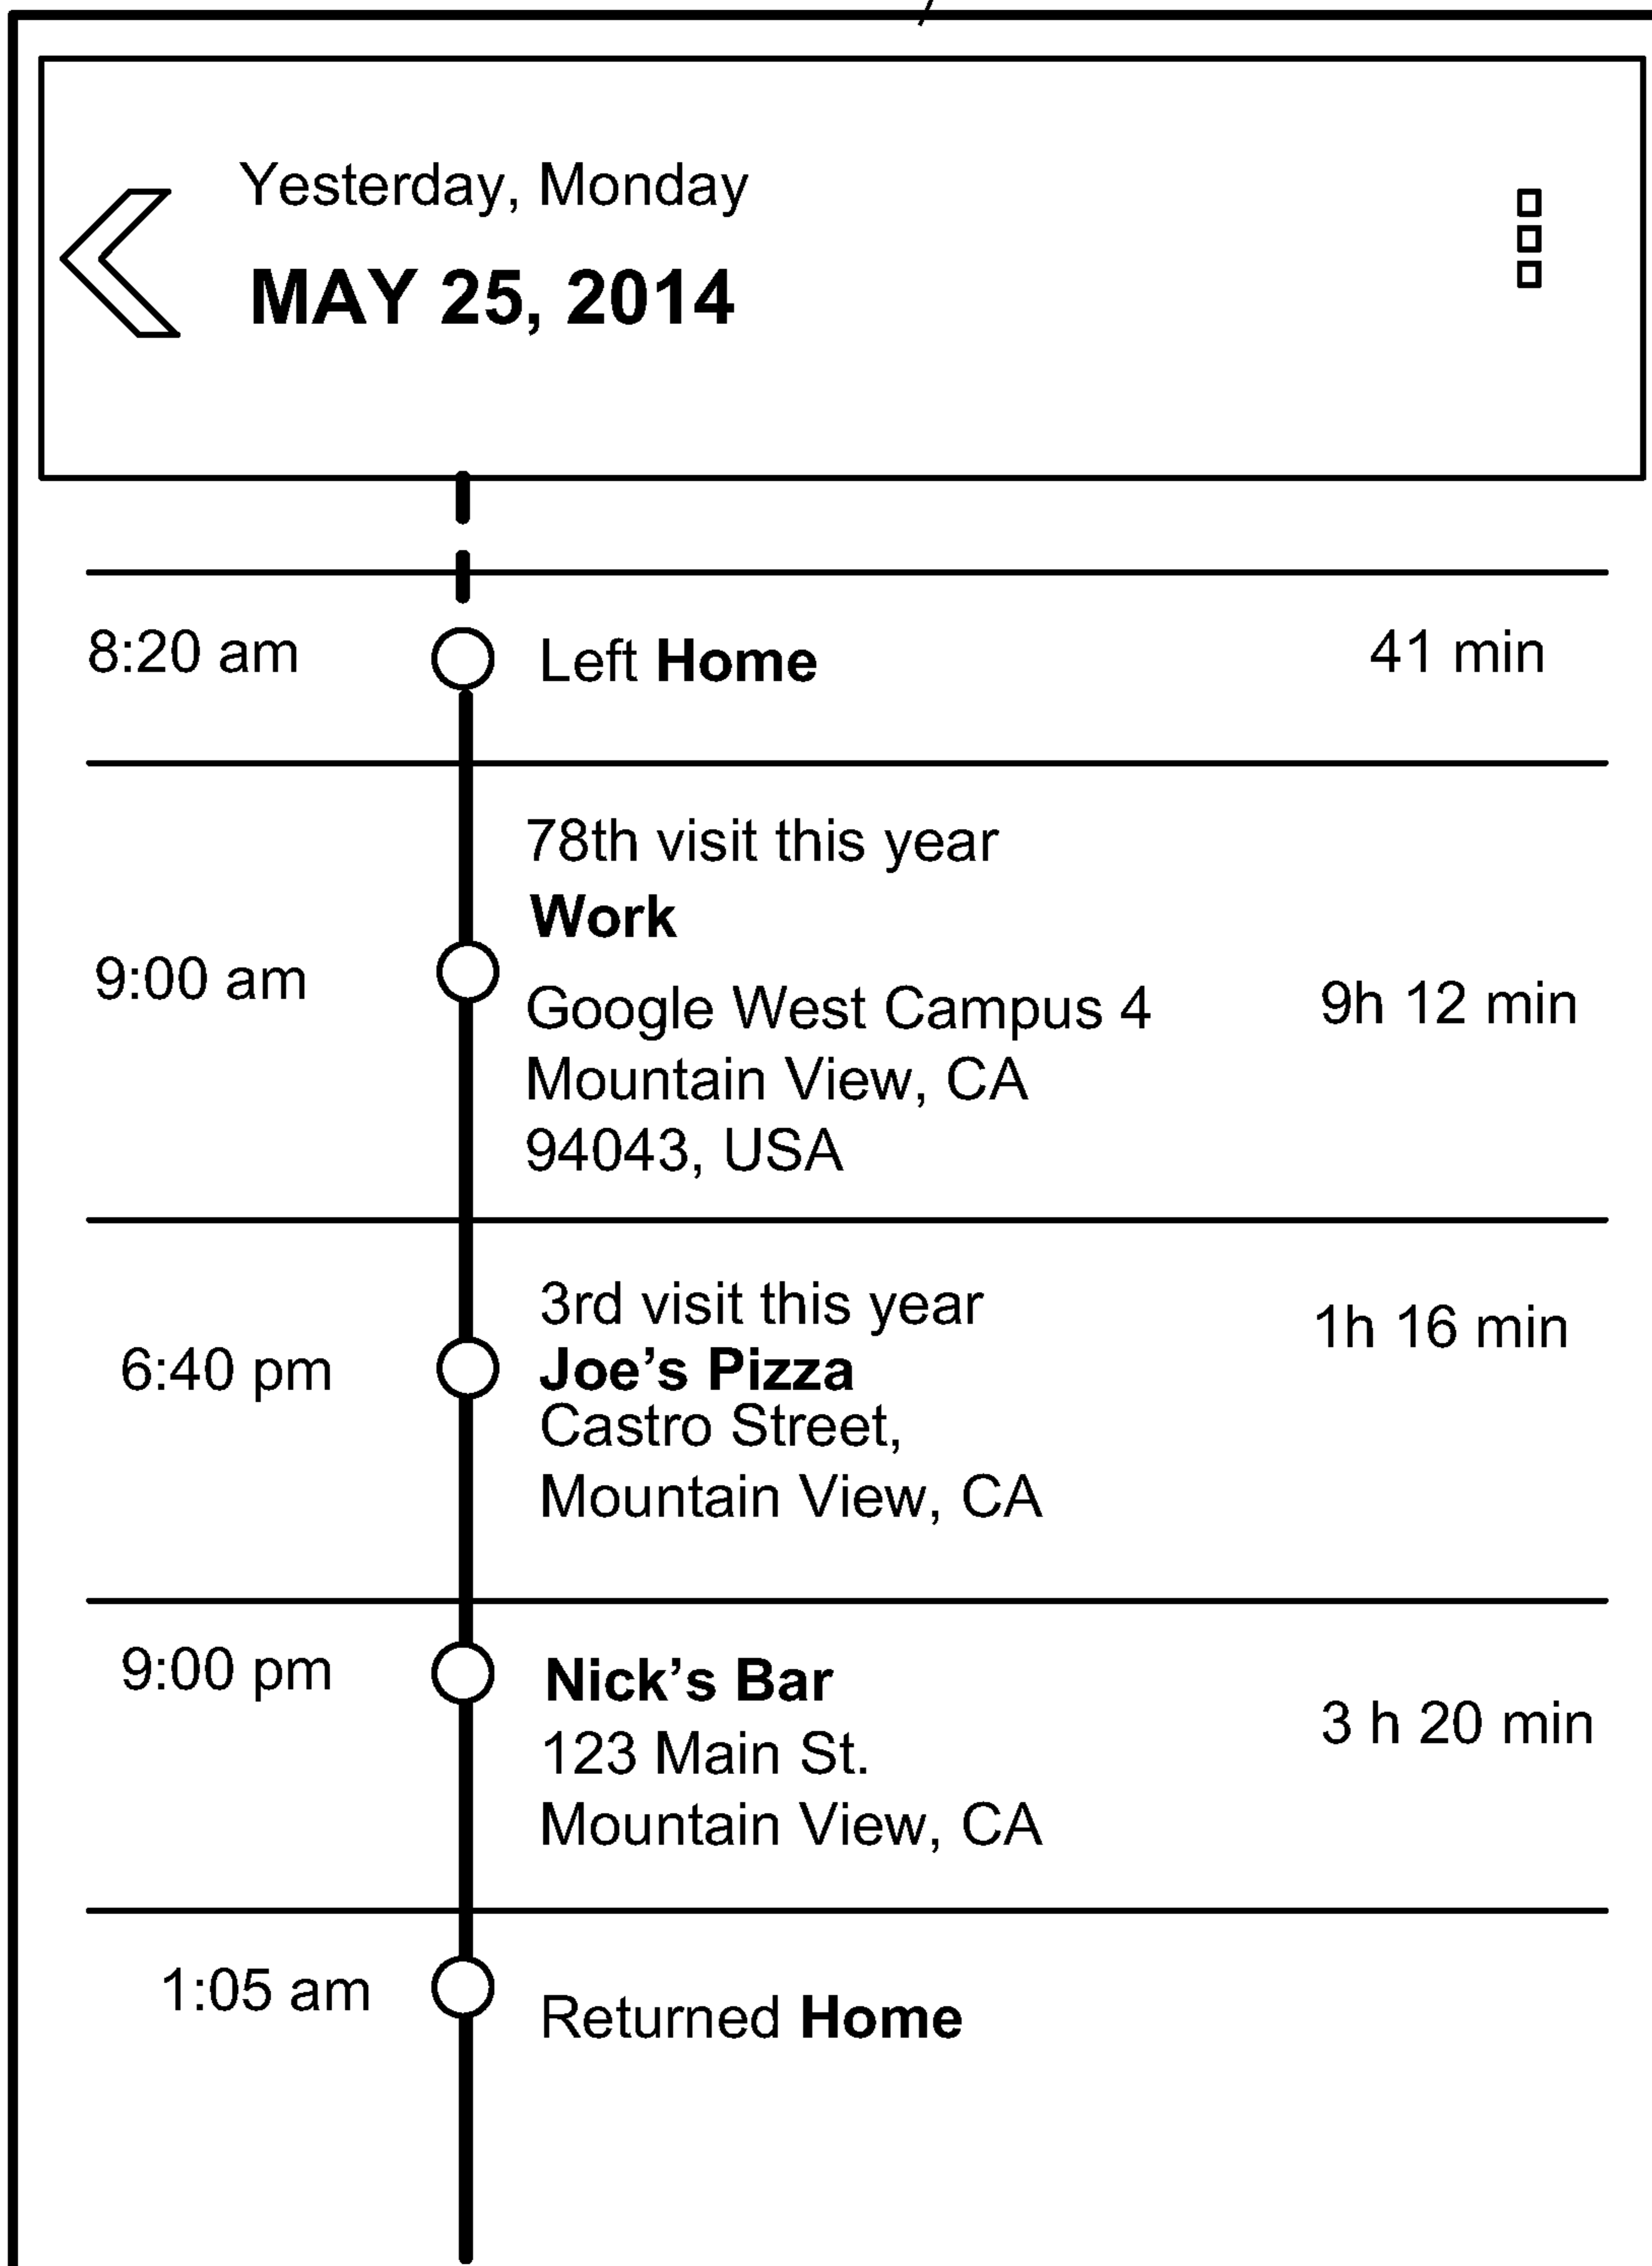 Yesterday, Monday
MAY 25, 2014
8:20 am
Left Home
41 min
78th visit this year
Work
9:00 am
Google West Campus 4
9h 12 min
Mountain View, CA
94043, USA
3rd visit this year
1h 16 min
6:40 pm
Joe’s Pizza
Castro Street,
Mountain View, CA
9:00 pm
Nick’s Bar
123 Main St.
3 h 20 min
Mountain View, CA
1:05 am
Returned Home